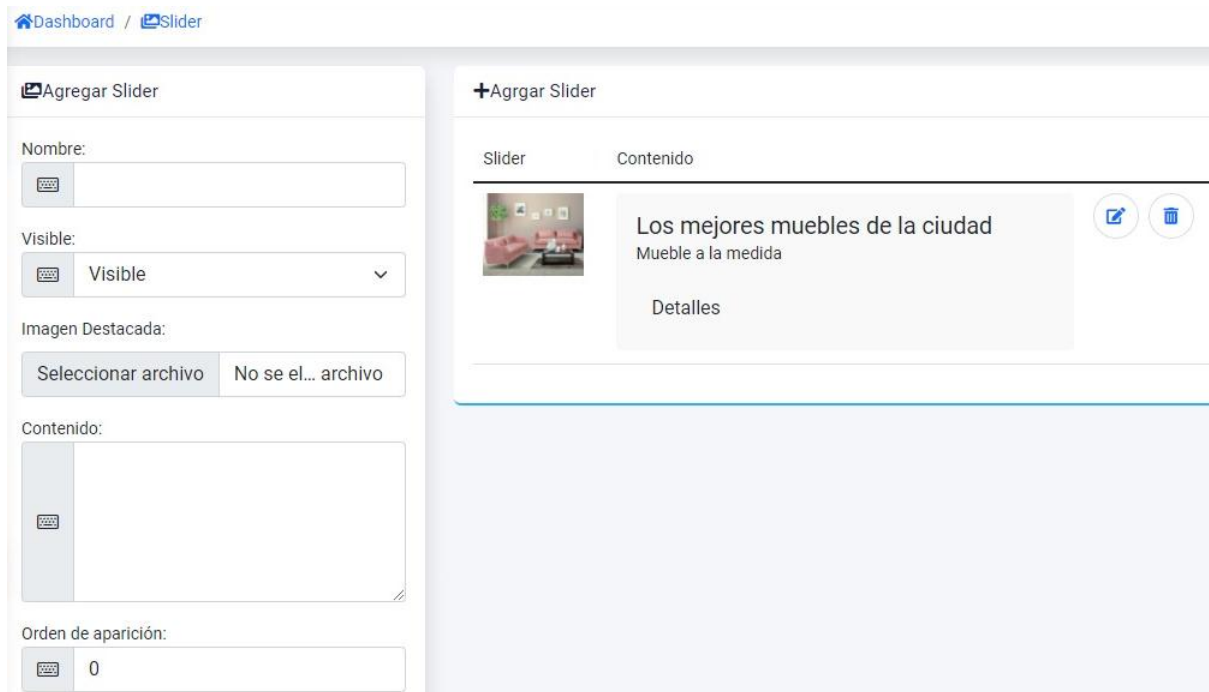 Dashboard / Slider
Agregar Slider
Nombre:
Visible:
Visible
Imagen Destacada:
Seleccionar archivo No se el... archivo
Contenido:
Orden de aparición:
0
Agrgar Slider
Slider Contenido
Los mejores muebles de la ciudad
Mueble a la medida
Detalles